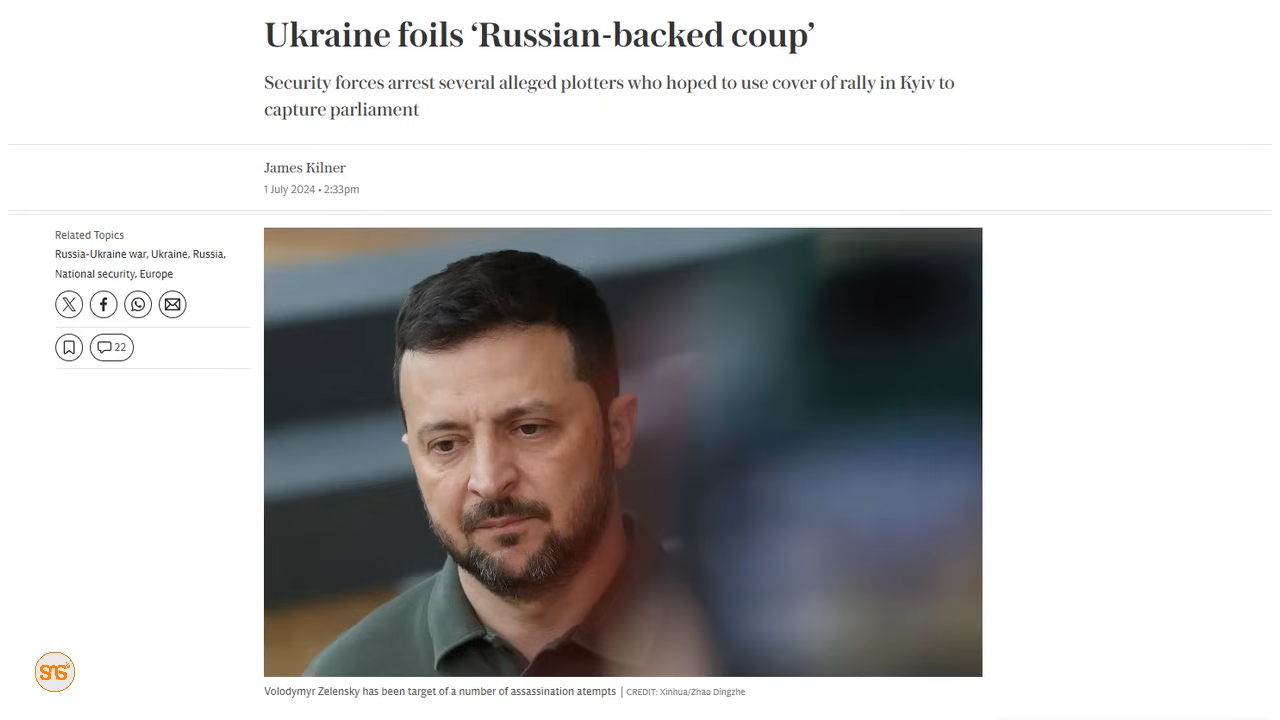 Ukraine foils ‘Russian-backed coup’
Security forces arrest several alleged plotters who hoped to use cover of rally in Kyiv to
capture parliament
James Kilner
1 July 2024 • 2:33pm
Related Topics
Russia-Ukraine war, Ukraine, Russia,
National security, Europe
22
Volodymyr Zelensky has been target of a number of assassination atempts | CREDIT: Xinhua/Zhao Dingzhe
SNS